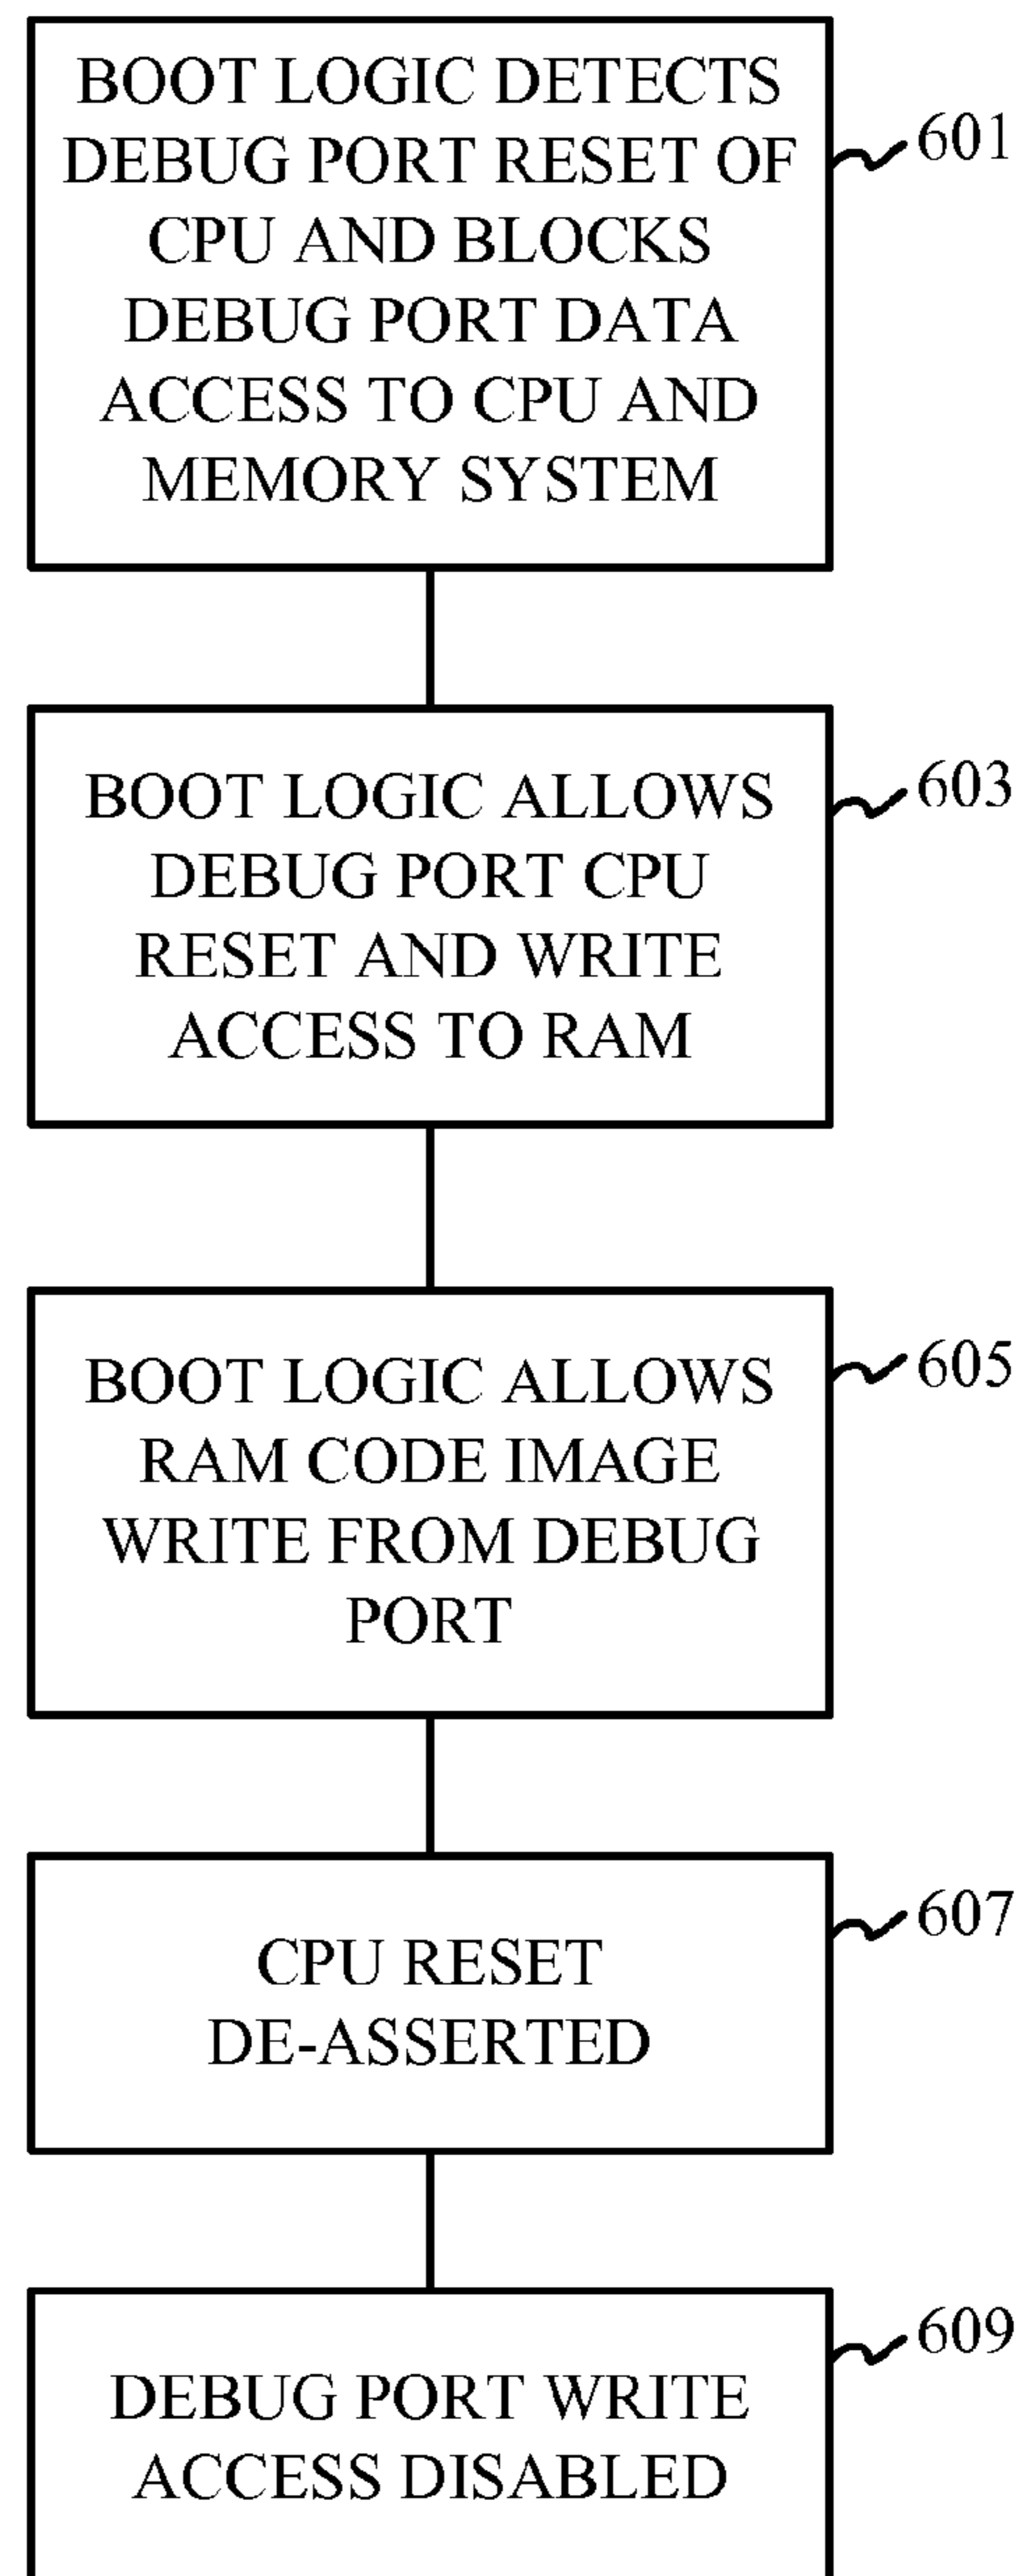 BOOT LOGIC DETECTS
DEBUG PORT RESET OF
CPU AND BLOCKS
DEBUG PORT DATA
ACCESS TO CPU AND
MEMORY SYSTEM
601
BOOT LOGIC ALLOWS
DEBUG PORT CPU
RESET AND WRITE
ACCESS TO RAM
603
BOOT LOGIC ALLOWS
RAM CODE IMAGE
WRITE FROM DEBUG
PORT
605
CPU RESET
DE-ASSERTED
607
DEBUG PORT WRITE
ACCESS DISABLED
609